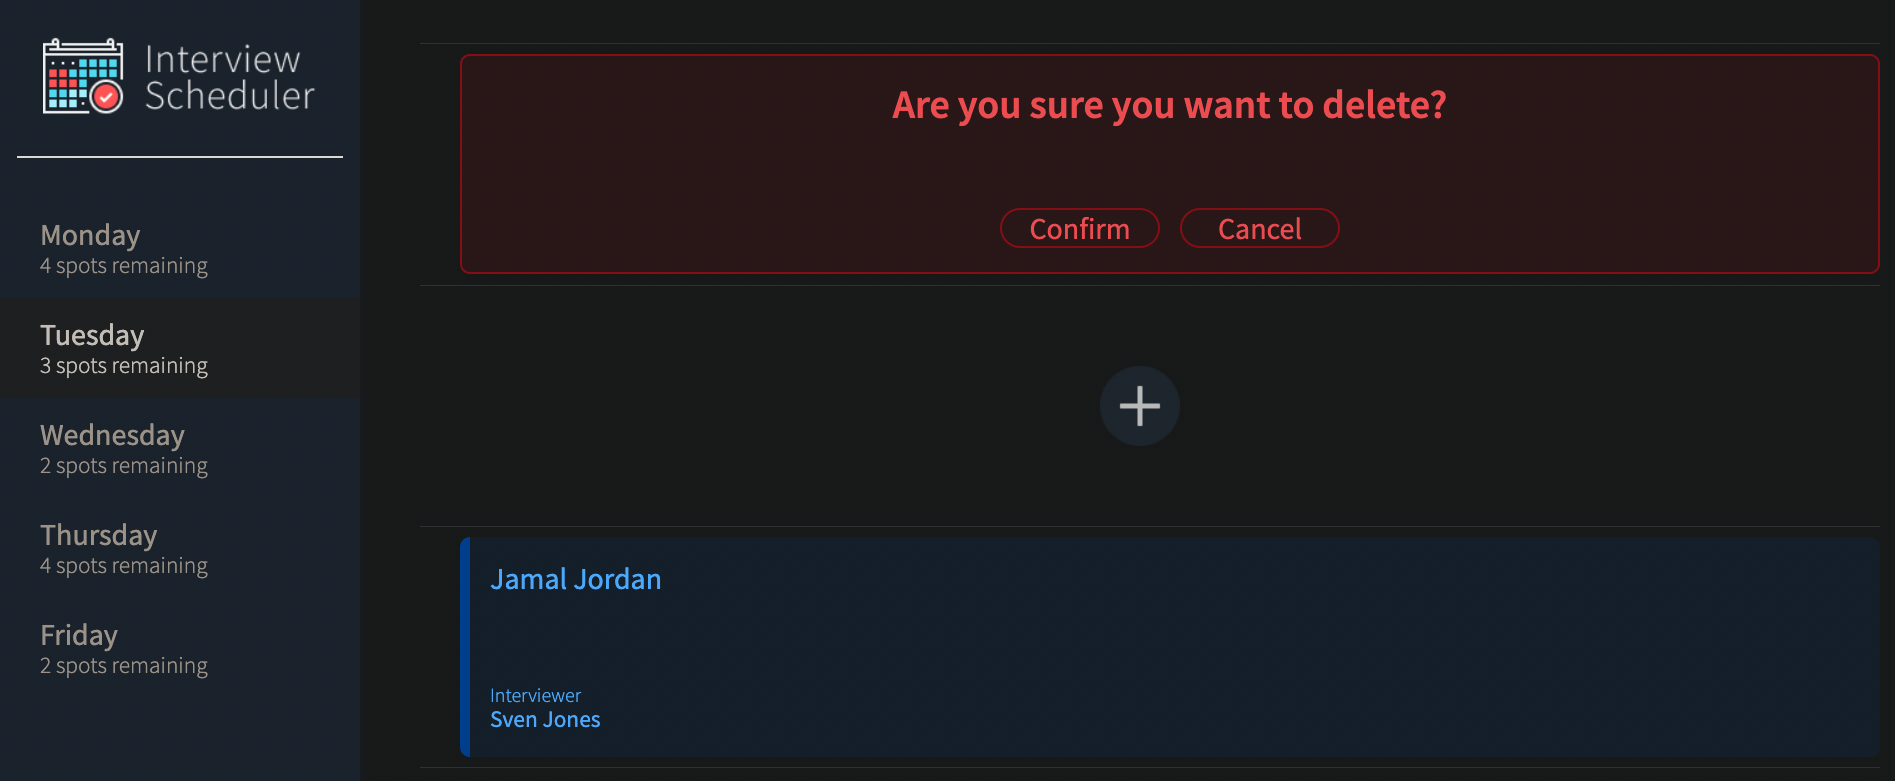 Interview
Scheduler
Monday
4 spots remaining
Tuesday
3 spots remaining
Wednesday
2 spots remaining
Thursday
4 spots remaining
Friday
2 spots remaining
Are you sure you want to delete?
Confirm Cancel
Jamal Jordan
Interviewer
Sven Jones